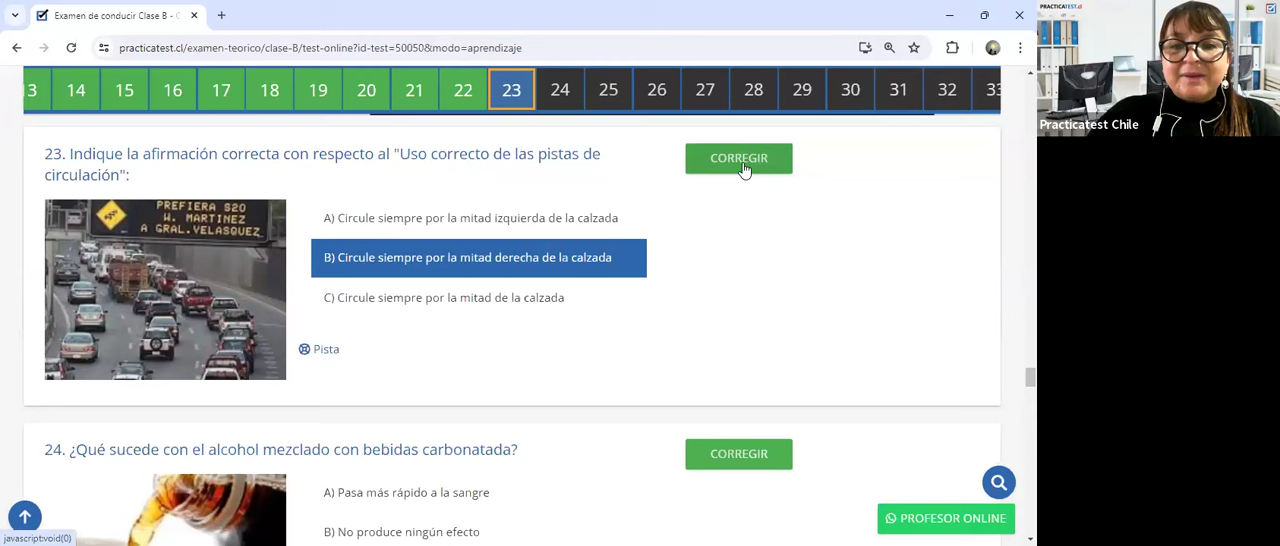 Examen de conducir Clase B - C
practicatest.cl/examen-teorico/clase-B/test-online?id-test=50050&modo=aprendizaje
PRACTICATEST.cl
Practicatest Chile
13 14 15 16 17 18 19 20 21 22 23 24 25 26 27 28 29 30 31 32 33
23. Indique la afirmación correcta con respecto al "Uso correcto de las pistas de
circulación":
CORREGIR
PREFIERA S20
W. MARTINEZ
A GRAL.VELASQUEZ
A) Circule siempre por la mitad izquierda de la calzada
B) Circule siempre por la mitad derecha de la calzada
C) Circule siempre por la mitad de la calzada
Pista
24. ¿Qué sucede con el alcohol mezclado con bebidas carbonatada?
CORREGIR
A) Pasa más rápido a la sangre
B) No produce ningún efecto
PROFESOR ONLINE
javascript:void(0)